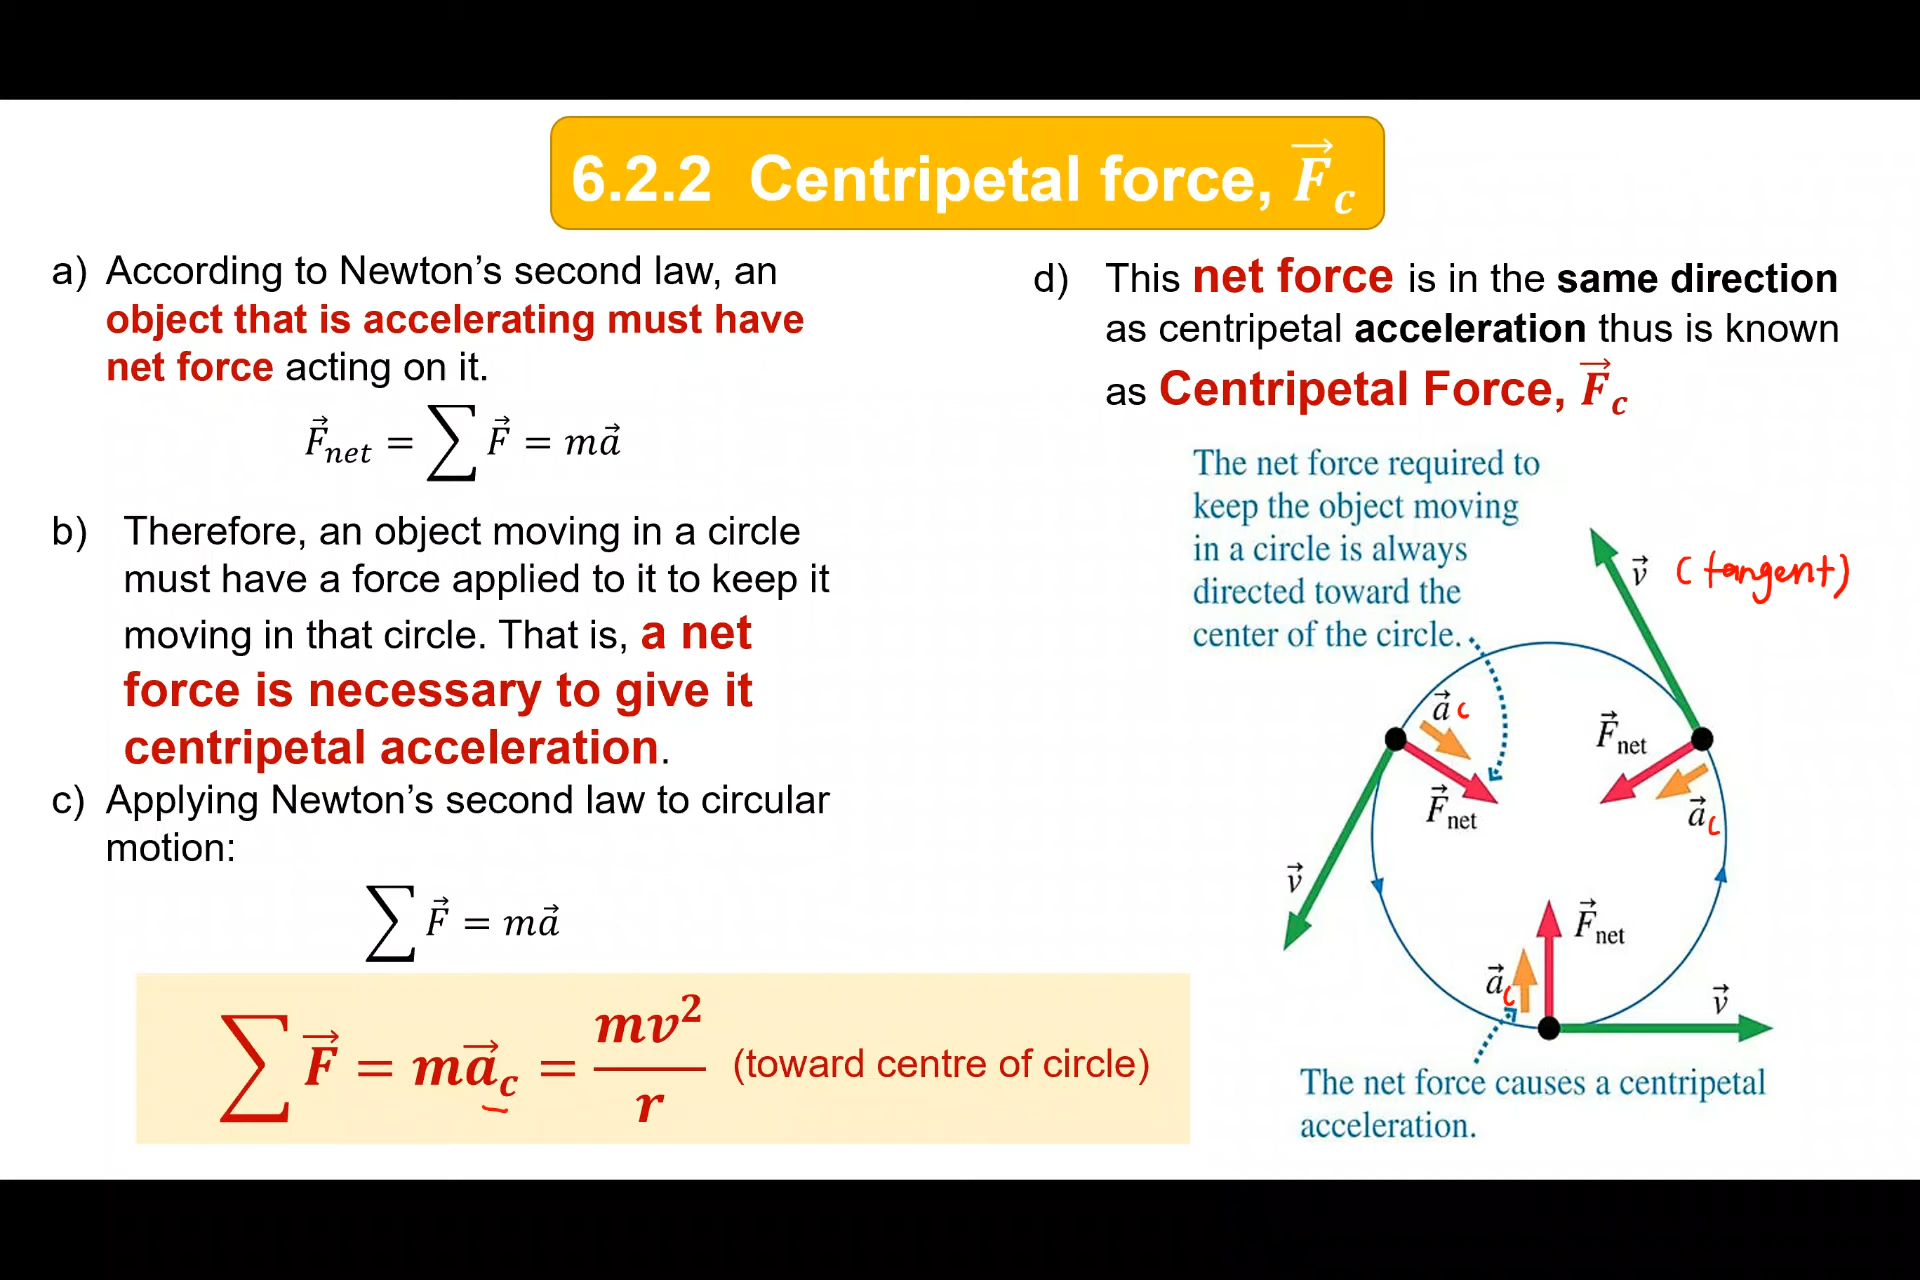 6.2.2 Centripetal force, F⃗c
a) According to Newton's second law, an
object that is accelerating must have
net force acting on it.
F⃗net = ∑ F⃗ = ma⃗
b) Therefore, an object moving in a circle
must have a force applied to it to keep it
moving in that circle. That is, a net
force is necessary to give it
centripetal acceleration.
c) Applying Newton's second law to circular
motion:
∑ F⃗ = ma⃗
∑ F⃗ = ma⃗c = mv²/r (toward centre of circle)
d) This net force is in the same direction
as centripetal acceleration thus is known
as Centripetal Force, F⃗c
The net force required to
keep the object moving
in a circle is always
directed toward the
center of the circle.
v⃗ (tangent)
a⃗ c
F⃗net
F⃗net
a⃗ c
v⃗
F⃗net
a⃗ c
v⃗
The net force causes a centripetal
acceleration.